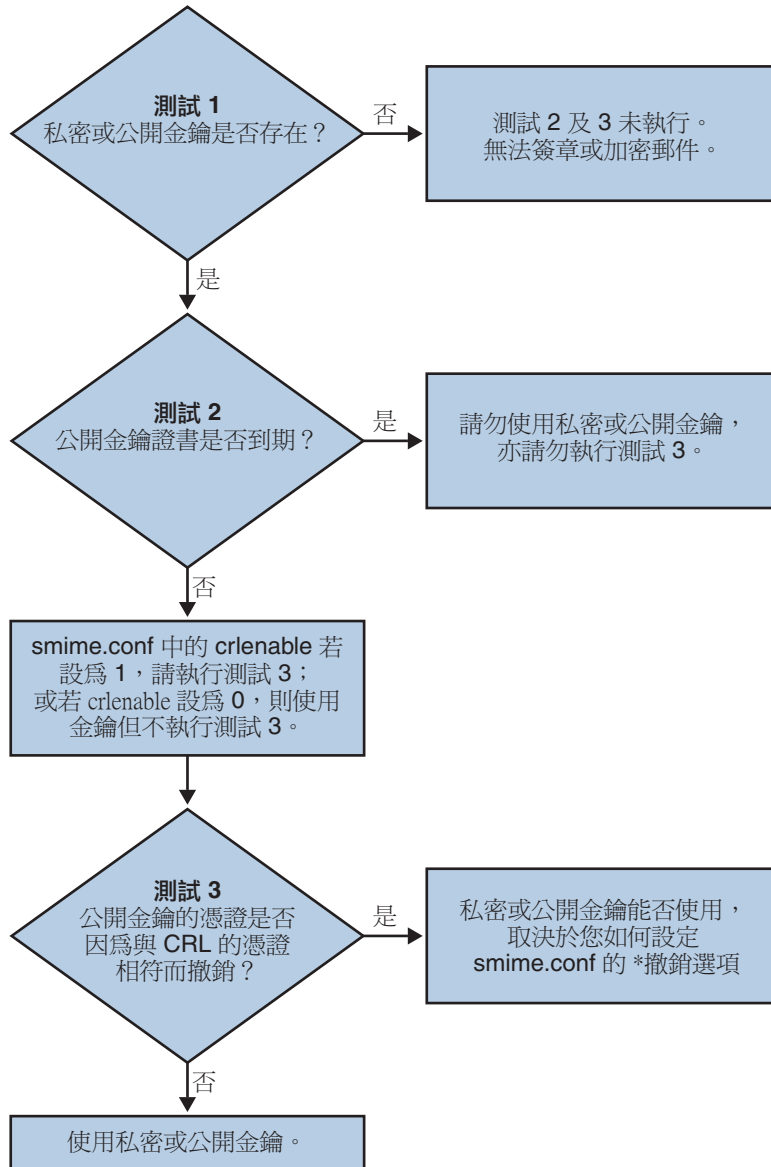 測試 1
私密或公開金鑰是否存在？
否
測試 2 及 3 未執行。
無法簽章或加密郵件。
是
測試 2
公開金鑰證書是否到期？
是
請勿使用私密或公開金鑰，
亦請勿執行測試 3。
否
smime.conf 中的 crlenable 若
設爲 1，請執行測試 3；
或若 crlenable 設爲 0，則使用
金鑰但不執行測試 3。
測試 3
公開金鑰的憑證是否
因爲與 CRL 的憑證
相符而撤銷？
是
私密或公開金鑰能否使用，
取決於您如何設定
smime.conf 的 *撤銷選項
否
使用私密或公開金鑰。